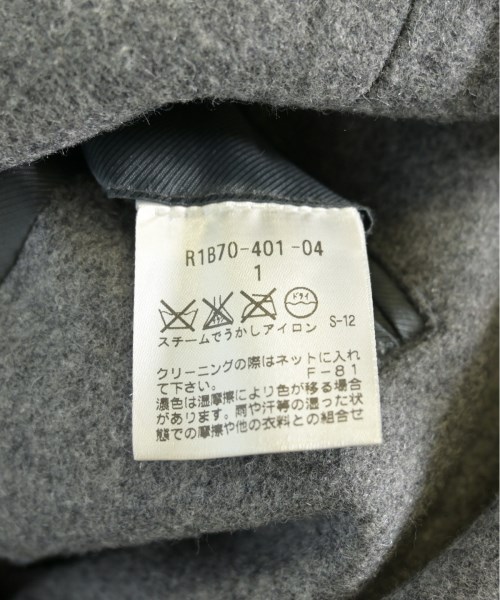 R1B70-401-04
1
ドライ
スチームでうかしアイロン S-12
クリーニングの際はネットに入れ
て下さい。 F-81
濃色は湿摩擦により色が移る場合
があります。雨や汗等の湿った状
態での摩擦や他の衣料との組合せ